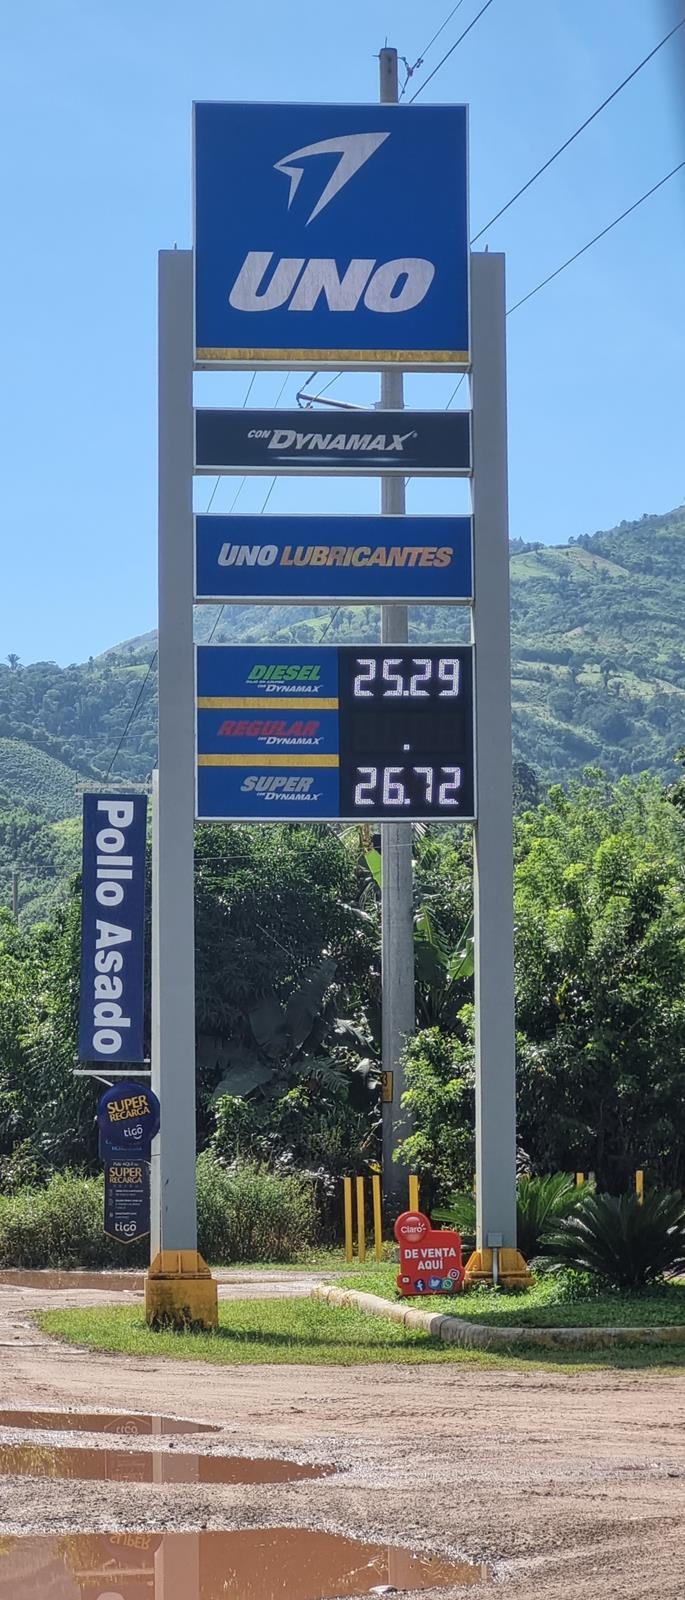 UNO
CON DYNAMAX
UNO LUBRICANTES
DIESEL
CON DYNAMAX
25.29
REGULAR
CON DYNAMAX
.
SUPER
CON DYNAMAX
26.72
Pollo Asado
SUPER
RECARGA
tigo
SUPER
RECARGA
tigo
Claro
DE VENTA
AQUÍ